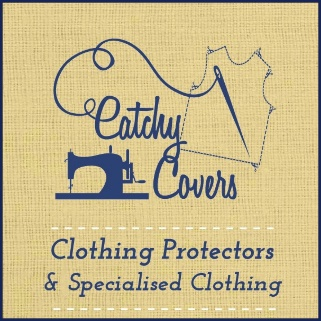 Catchy
Covers
Clothing Protectors
& Specialised Clothing